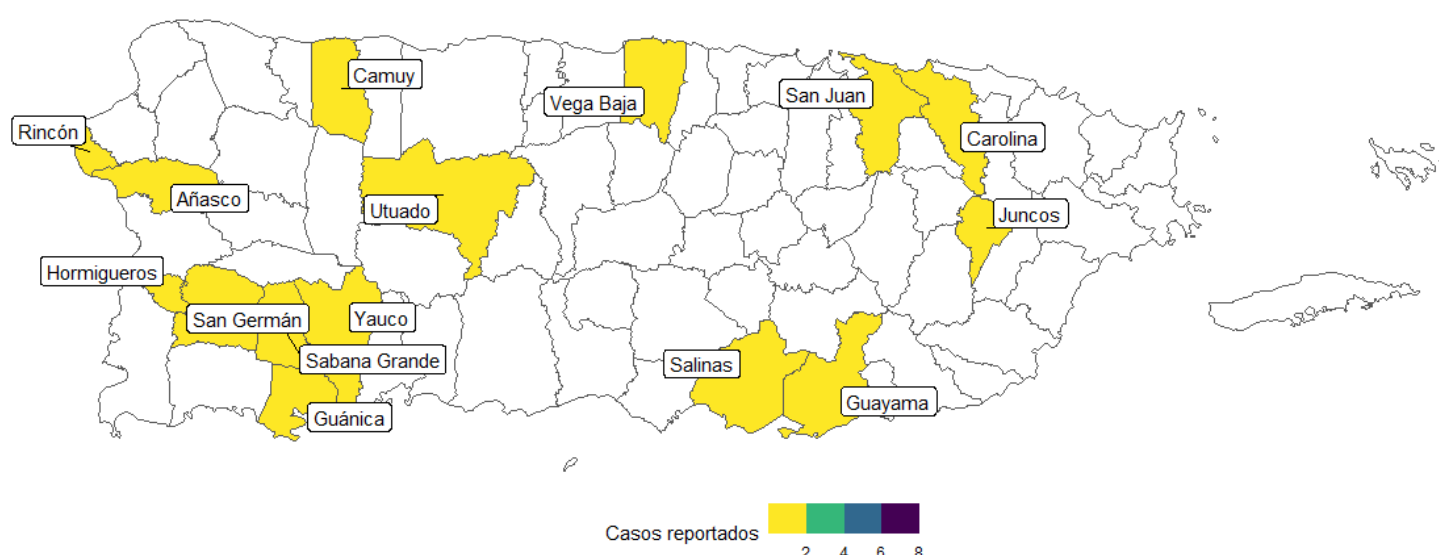 Camuy
Vega Baja
San Juan
Rincón
Carolina
Añasco
Utuado
Juncos
Hormigueros
San Germán
Yauco
Sabana Grande
Salinas
Guánica
Guayama
Casos reportados
2 4 6 8